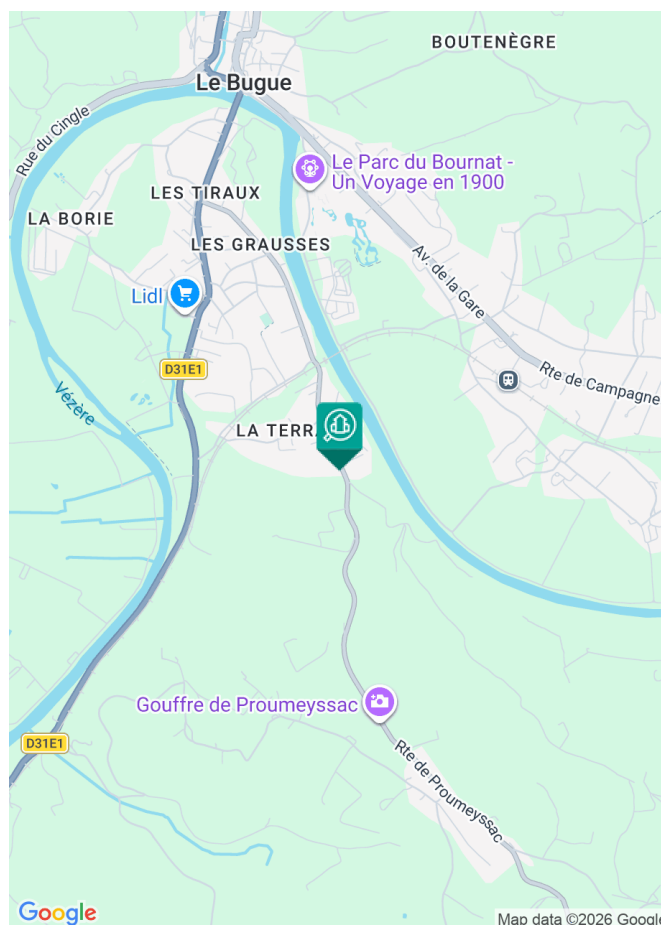 BOUTENÈGRE
Le Bugue
Rue du Cingle
Le Parc du Bournat -
Un Voyage en 1900
LES TIRAUX
LA BORIE
LES GRAUSSES
Av. de la Gare
Lidl
D31E1
Rte de Campagne
Vézère
LA TERRA
Gouffre de Proumeyssac
D31E1
Rte de Proumeyssac
Google
Map data ©2026 Google